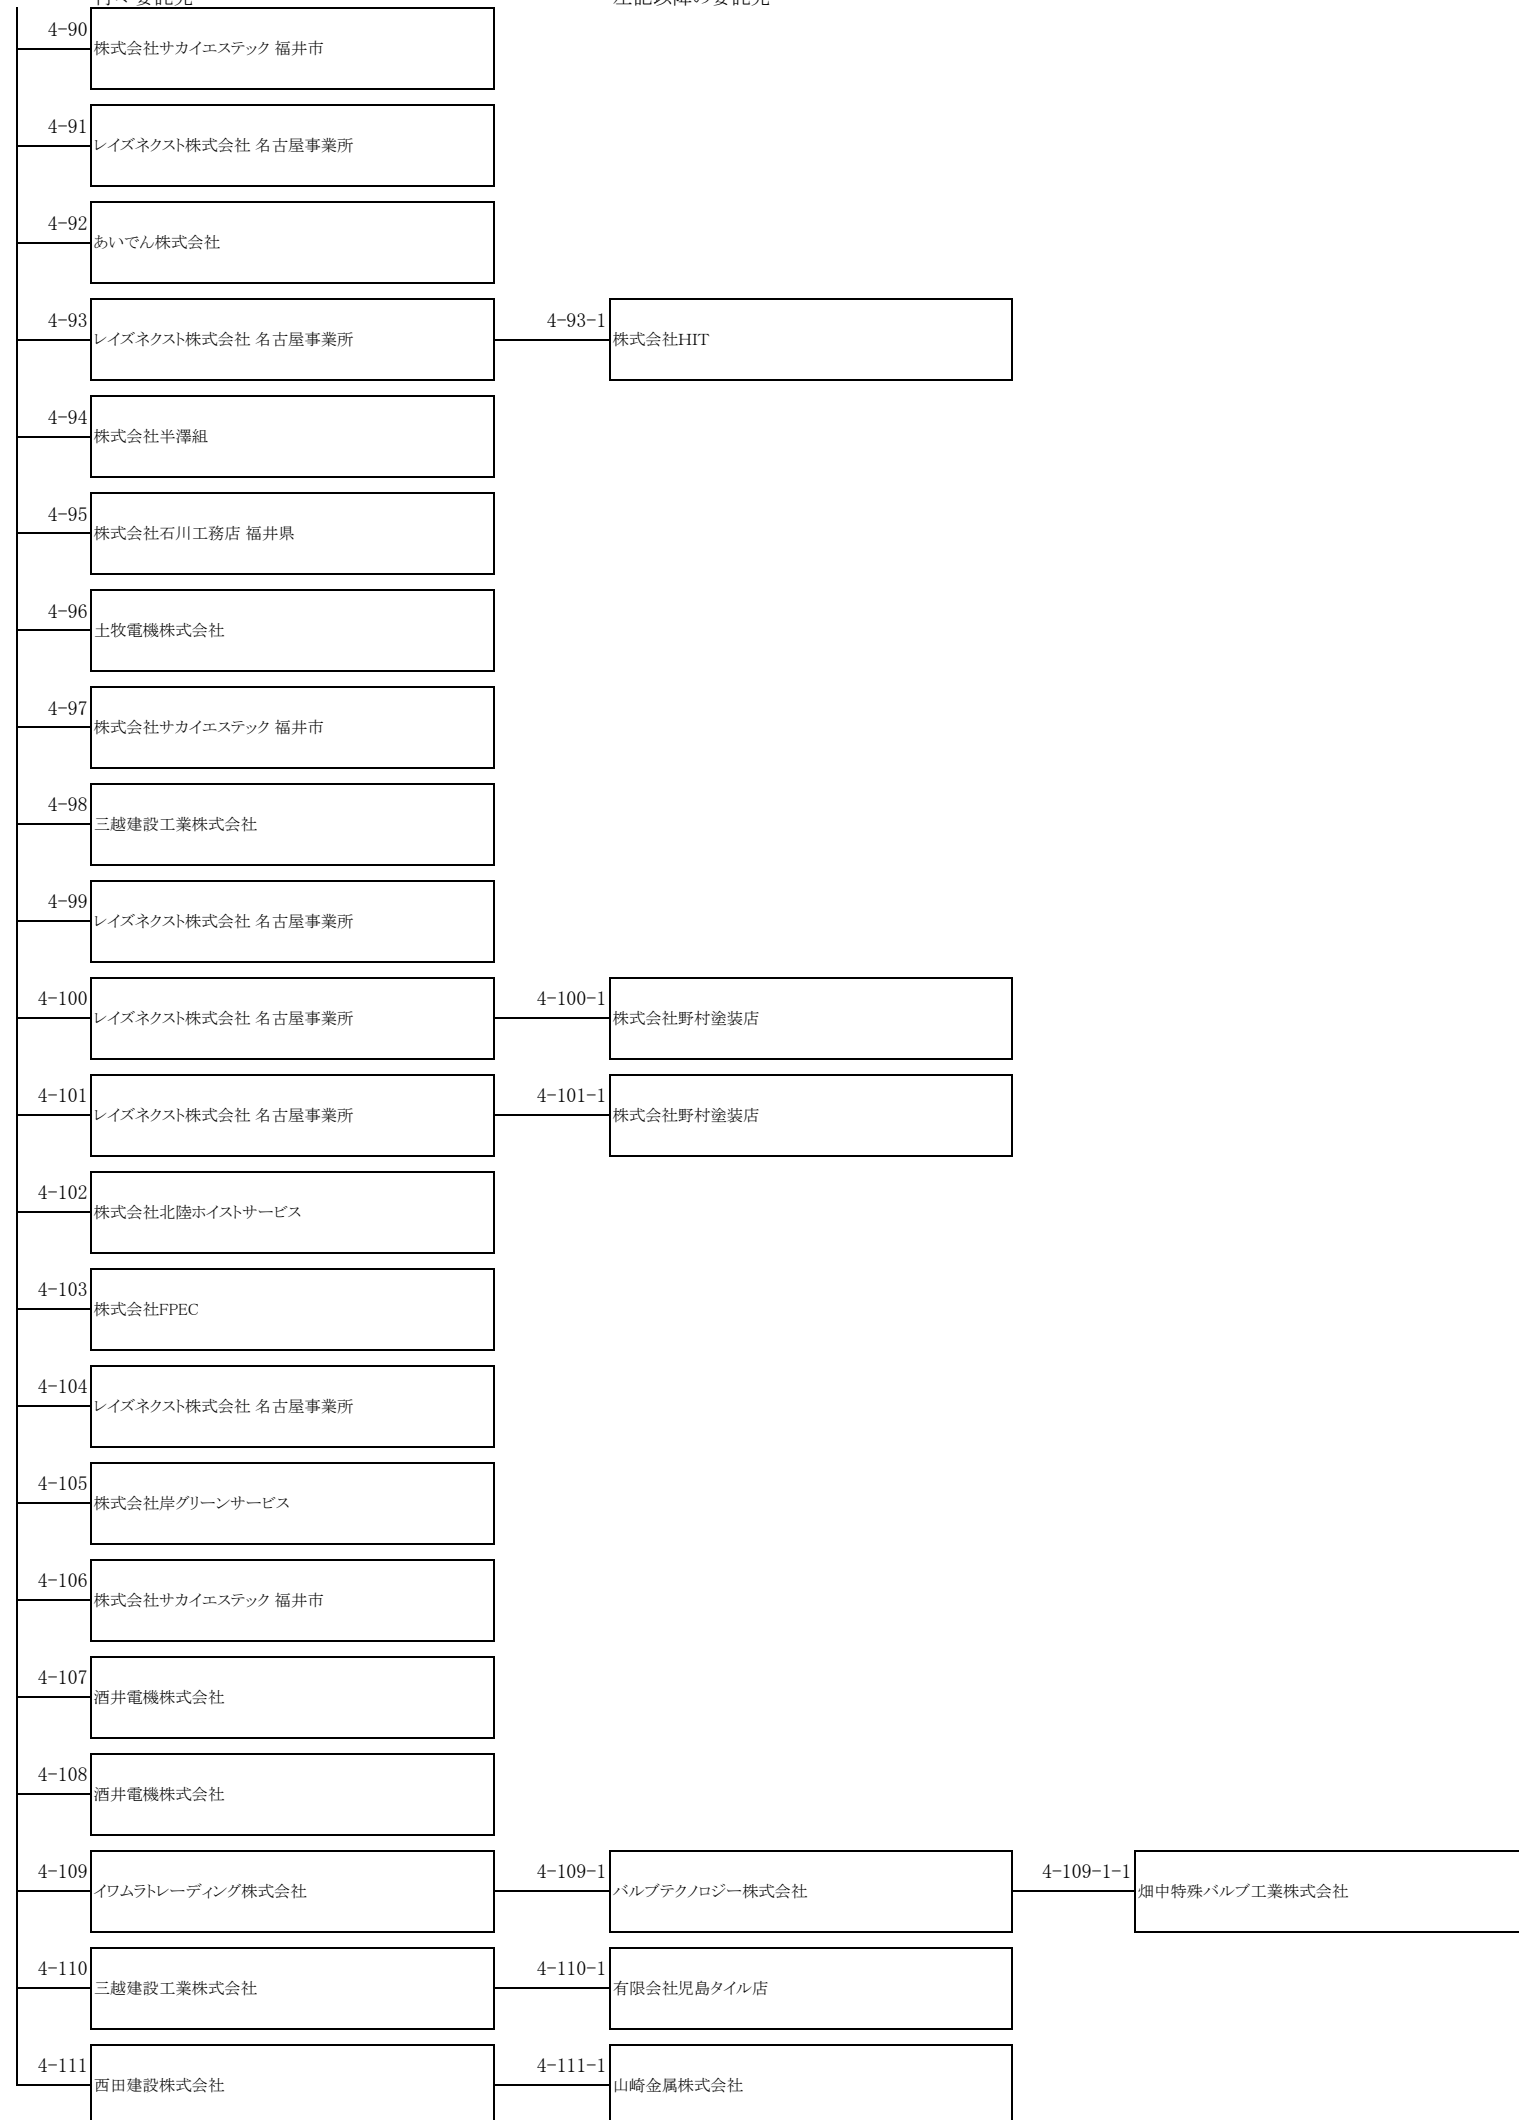 4-90
株式会社サカイエステック 福井市
4-91
レイズネクスト株式会社 名古屋事業所
4-92
あいでん株式会社
4-93
レイズネクスト株式会社 名古屋事業所
4-93-1
株式会社HIT
4-94
株式会社半澤組
4-95
株式会社石川工務店 福井県
4-96
土牧電機株式会社
4-97
株式会社サカイエステック 福井市
4-98
三越建設工業株式会社
4-99
レイズネクスト株式会社 名古屋事業所
4-100
レイズネクスト株式会社 名古屋事業所
4-100-1
株式会社野村塗装店
4-101
レイズネクスト株式会社 名古屋事業所
4-101-1
株式会社野村塗装店
4-102
株式会社北陸ホイストサービス
4-103
株式会社FPEC
4-104
レイズネクスト株式会社 名古屋事業所
4-105
株式会社岸グリーンサービス
4-106
株式会社サカイエステック 福井市
4-107
酒井電機株式会社
4-108
酒井電機株式会社
4-109
イワムラトレーディング株式会社
4-109-1
バルブテクノロジー株式会社
4-109-1-1
畑中特殊バルブ工業株式会社
4-110
三越建設工業株式会社
4-110-1
有限会社児島タイル店
4-111
西田建設株式会社
4-111-1
山崎金属株式会社